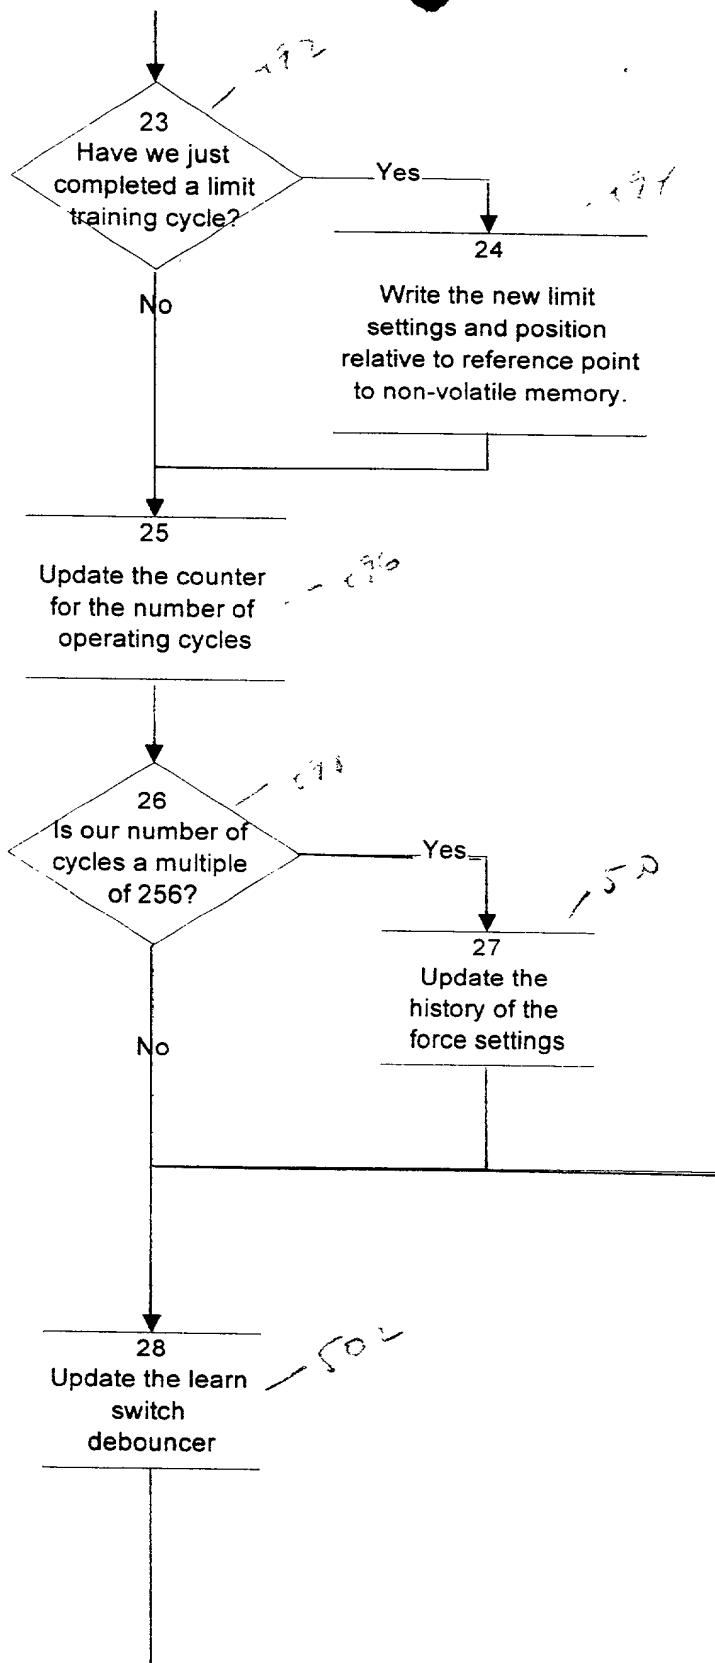 23
Have we just
completed a limit
training cycle?
Yes
24
Write the new limit
settings and position
relative to reference point
to non-volatile memory.
No
25
Update the counter
for the number of
operating cycles
26
Is our number of
cycles a multiple
of 256?
Yes
27
Update the
history of the
force settings
No
28
Update the learn
switch
debouncer
502